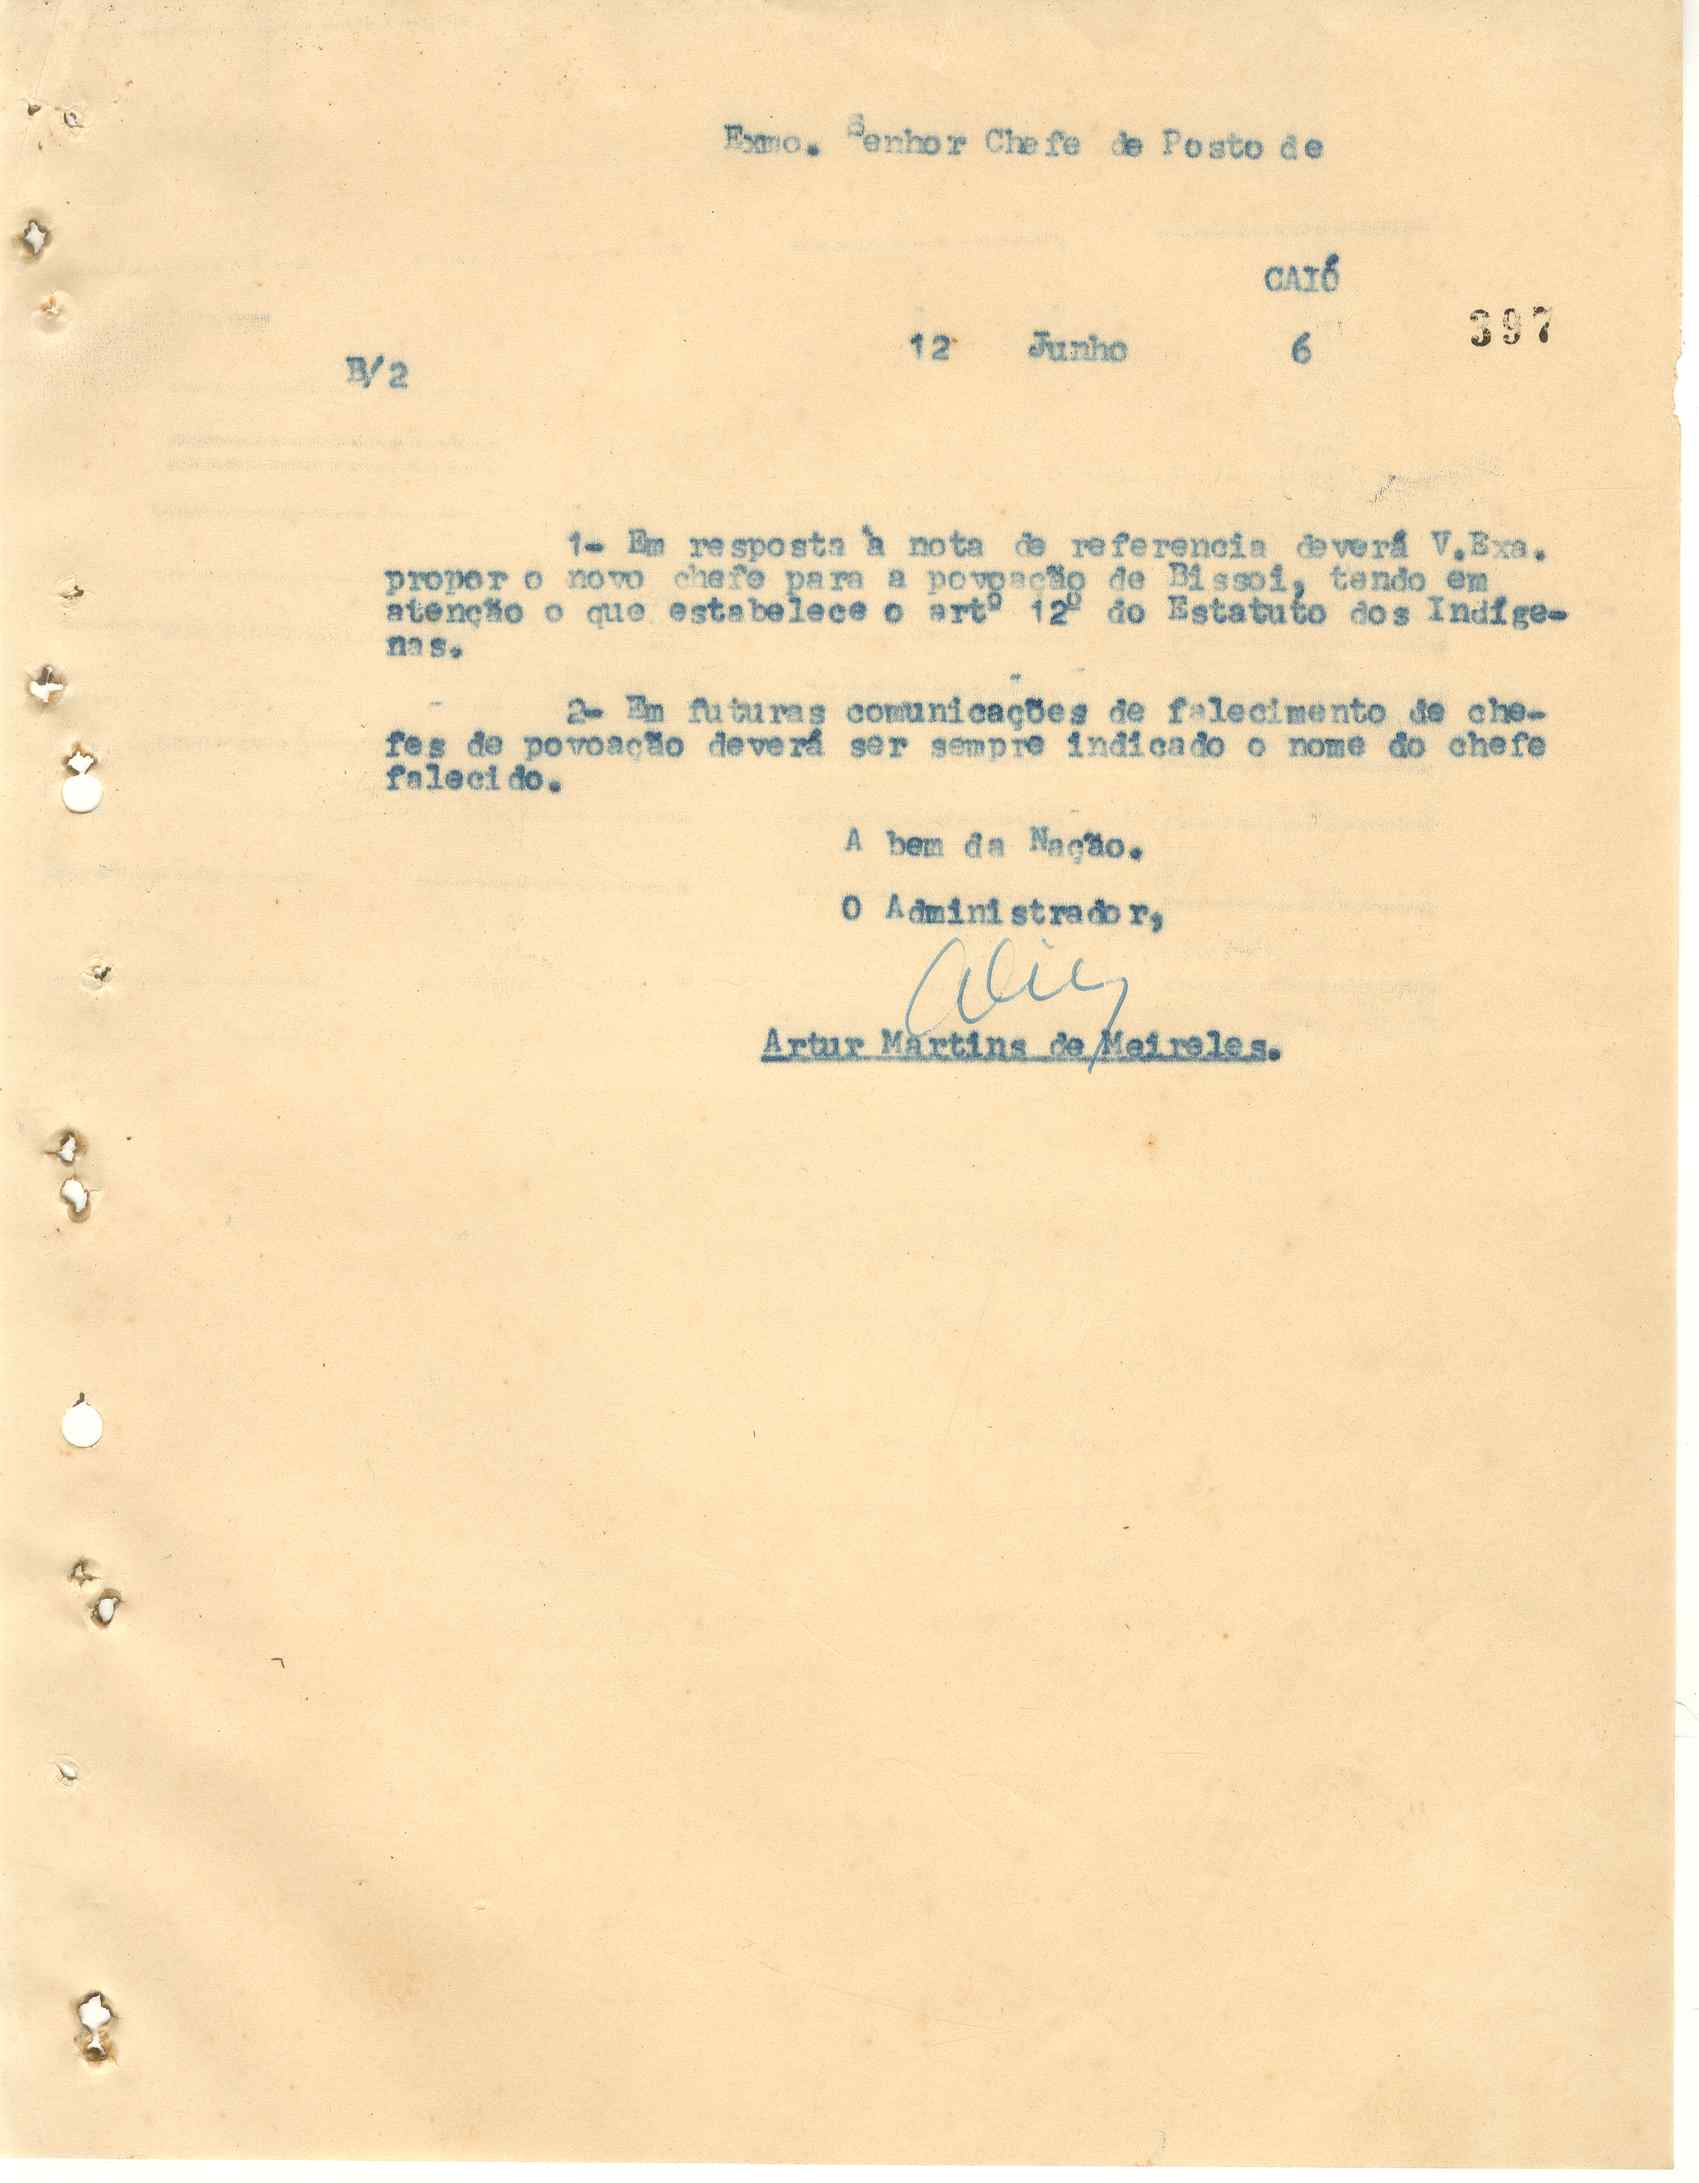 Exmo. Senhor Chefe de Posto de
CAIÓ
397
12 Junho 6
B/2
1- Em resposta à nota de referencia deverá V.Exa.
propor o novo chefe para a povoação de Bissoi, tendo em
atenção o que estabelece o artº 12º do Estatuto dos Indíge-
nas.
2- Em futuras comunicações de falecimento de che-
fes de povoação deverá ser sempre indicado o nome do chefe
falecido.
A bem da Nação.
O Administrador,
Artur Martins de Meireles.